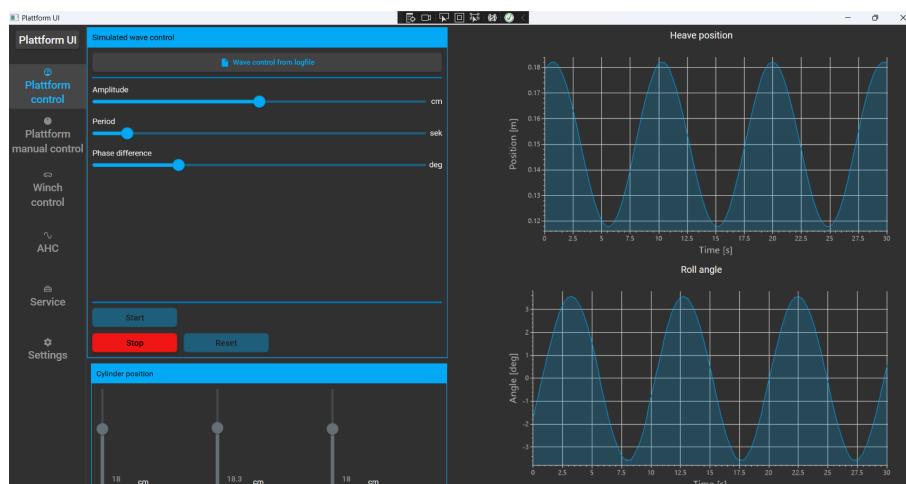 Plattform UI
Plattform UI
Plattform
control
Plattform
manual control
Winch
control
AHC
Service
Settings
Simulated wave control
Wave control from logfile
Amplitude
cm
Period
sek
Phase difference
deg
Start
Stop
Reset
Cylinder position
18 cm
18.3 cm
18 cm
Heave position
Position [m]
0.18
0.17
0.16
0.15
0.14
0.13
0.12
0 2.5 5 7.5 10 12.5 15 17.5 20 22.5 25 27.5 30
Time [s]
Roll angle
Angle [deg]
3
2
1
0
-1
-2
-3
0 2.5 5 7.5 10 12.5 15 17.5 20 22.5 25 27.5 30
Time [s]